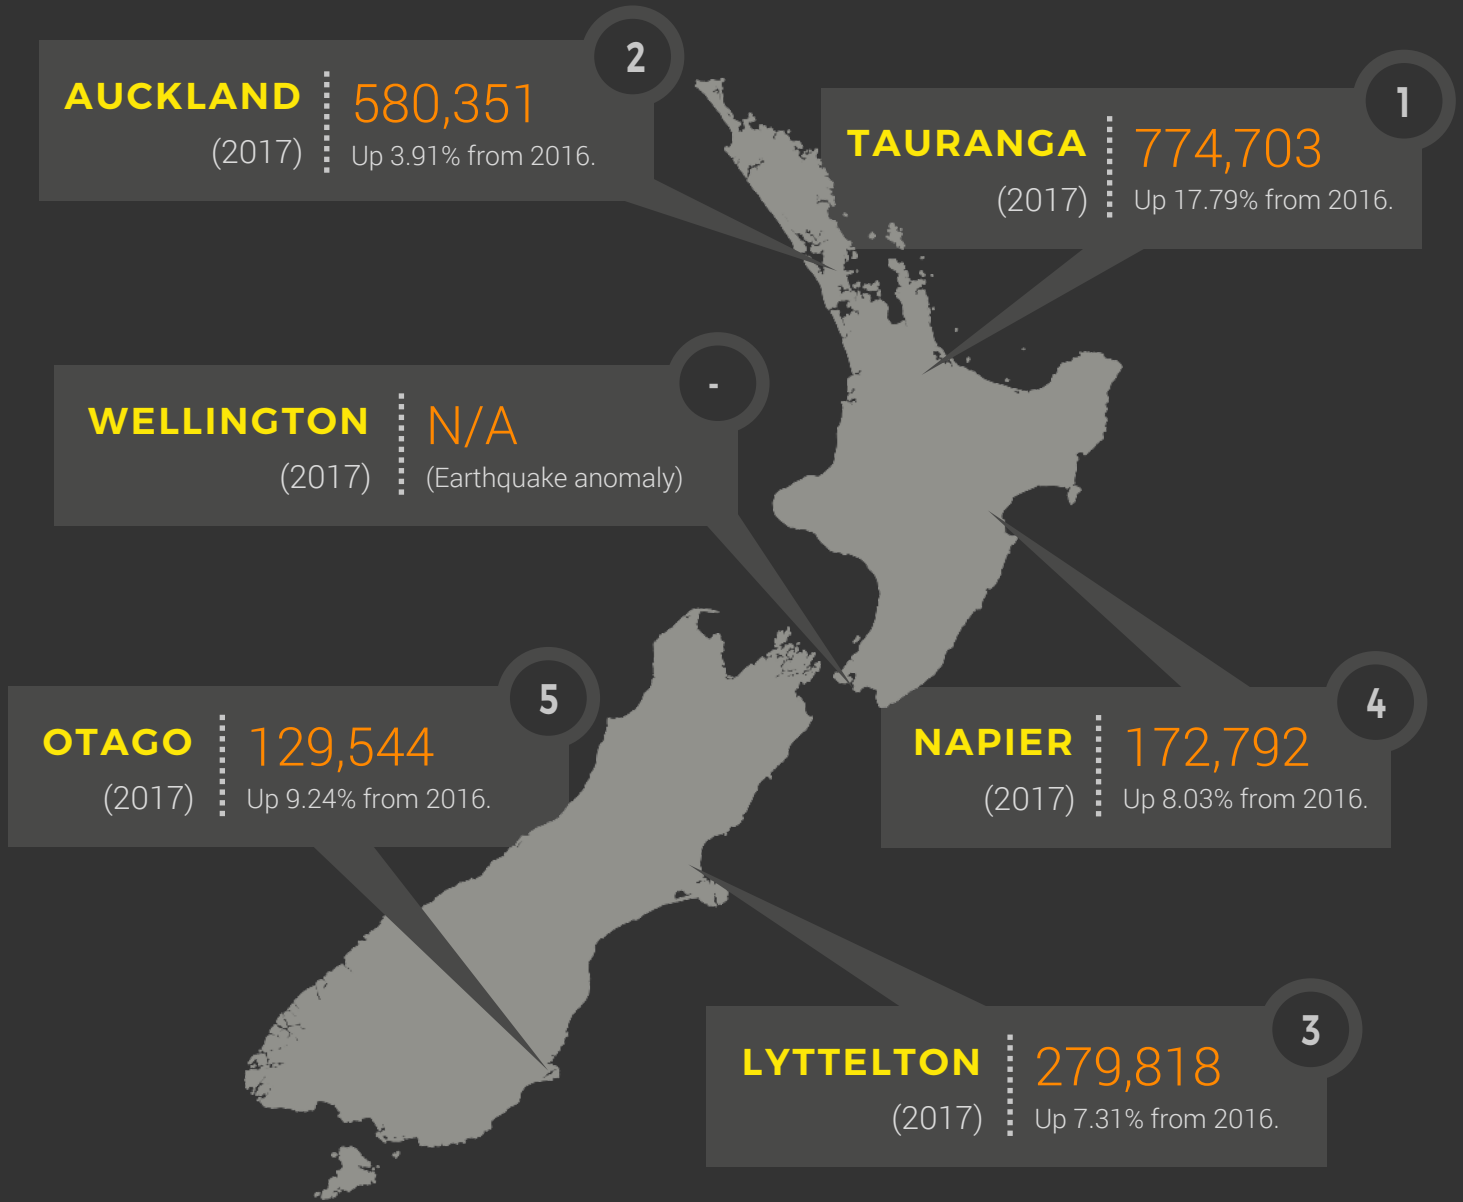 2
AUCKLAND
(2017)
580,351
Up 3.91% from 2016.
1
TAURANGA
(2017)
774,703
Up 17.79% from 2016.
-
WELLINGTON
(2017)
N/A
(Earthquake anomaly)
5
OTAGO
(2017)
129,544
Up 9.24% from 2016.
4
NAPIER
(2017)
172,792
Up 8.03% from 2016.
3
LYTTELTON
(2017)
279,818
Up 7.31% from 2016.